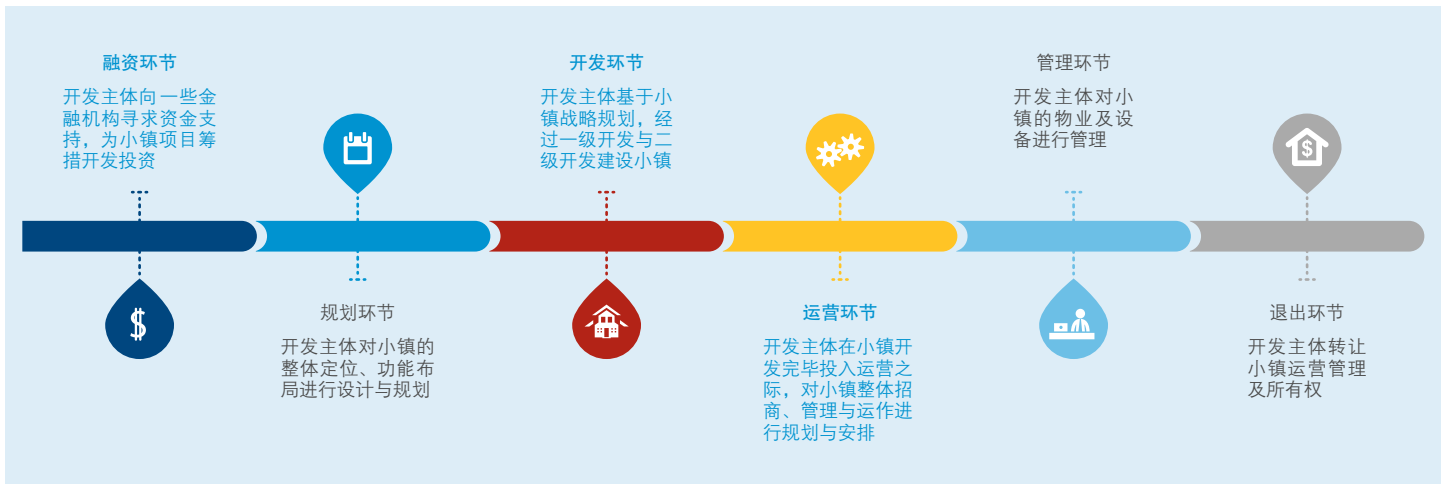 融资环节
开发主体向一些金
融机构寻求资金支
持，为小镇项目筹
措开发投资
规划环节
开发主体对小镇的
整体定位、功能布
局进行设计与规划
开发环节
开发主体基于小
镇战略规划，经
过一级开发与二
级开发建设小镇
运营环节
开发主体在小镇开
发完毕投入运营之
际，对小镇整体招
商、管理与运作进
行规划与安排
管理环节
开发主体对小
镇的物业及设
备进行管理
退出环节
开发主体转让
小镇运营管理
及所有权
$
$